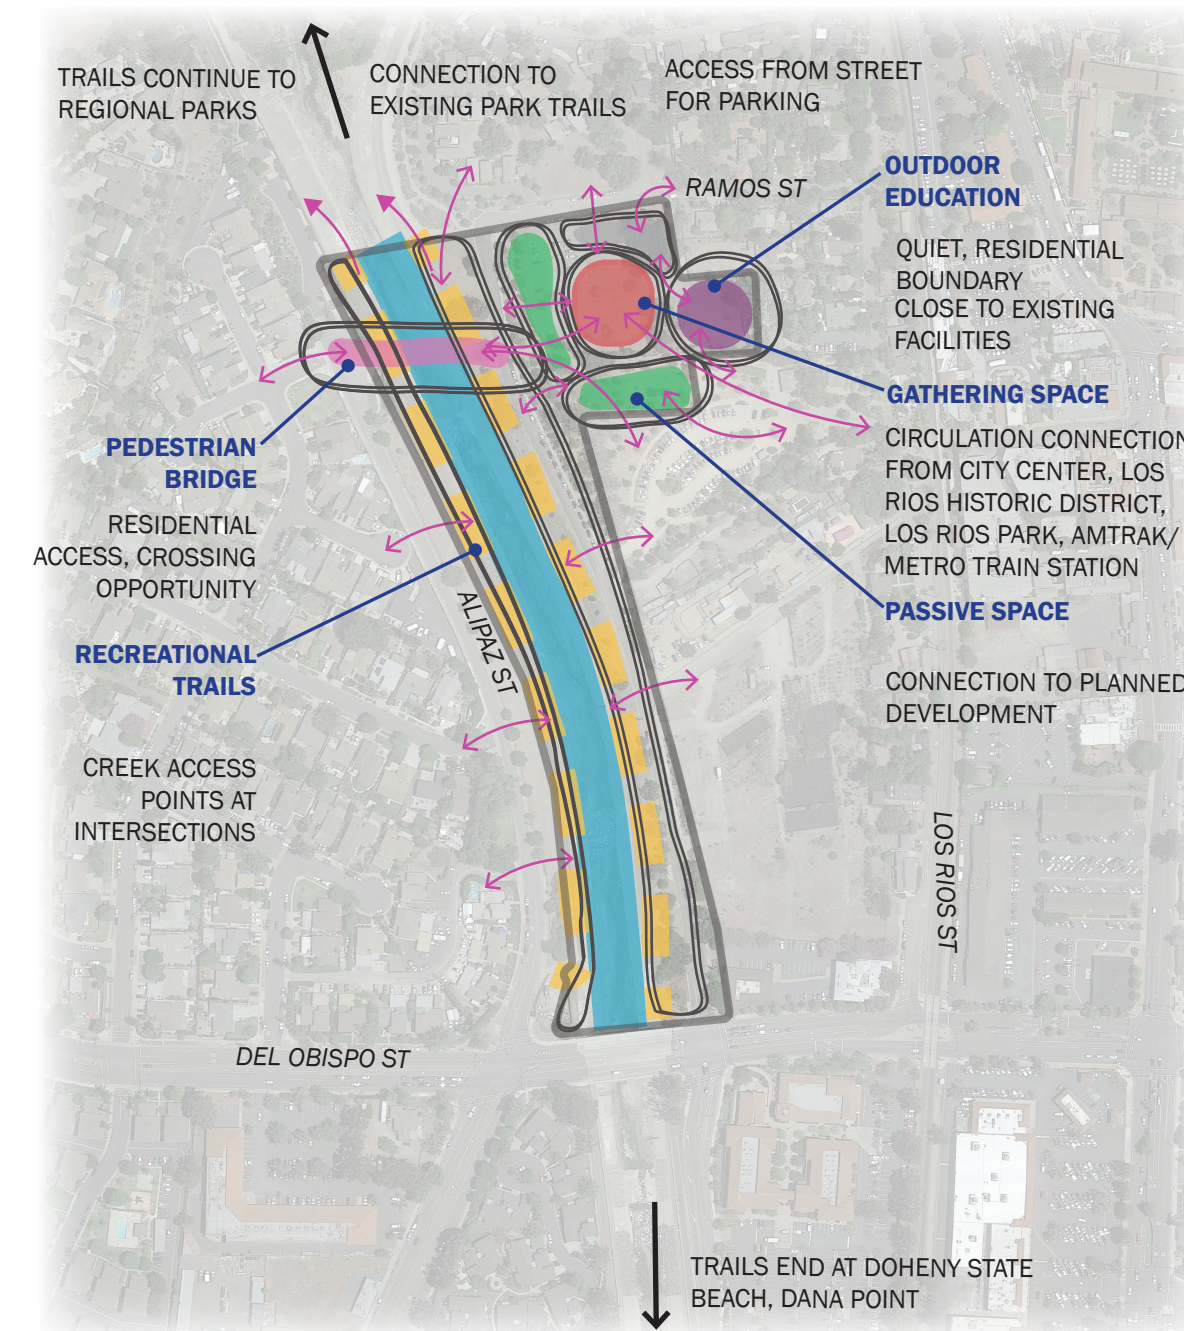 TRAILS CONTINUE TO
REGIONAL PARKS
CONNECTION TO
EXISTING PARK TRAILS
ACCESS FROM STREET
FOR PARKING
RAMOS ST
OUTDOOR
EDUCATION
QUIET, RESIDENTIAL
BOUNDARY
CLOSE TO EXISTING
FACILITIES
GATHERING SPACE
CIRCULATION CONNECTION
FROM CITY CENTER, LOS
RIOS HISTORIC DISTRICT,
LOS RIOS PARK, AMTRAK/
METRO TRAIN STATION
PASSIVE SPACE
CONNECTION TO PLANNED
DEVELOPMENT
PEDESTRIAN
BRIDGE
RESIDENTIAL
ACCESS, CROSSING
OPPORTUNITY
RECREATIONAL
TRAILS
CREEK ACCESS
POINTS AT
INTERSECTIONS
ALIPAZ ST
LOS RIOS ST
DEL OBISPO ST
TRAILS END AT DOHENY STATE
BEACH, DANA POINT